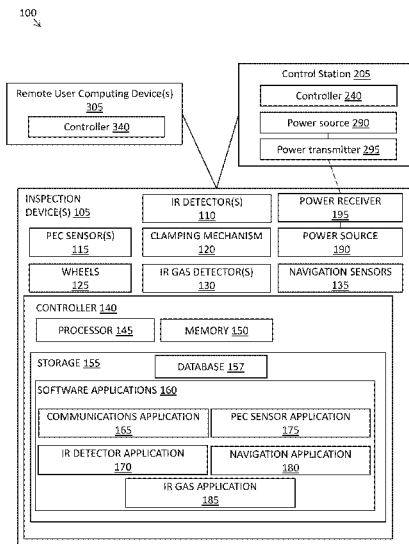 100
Control Station 205
Remote User Computing Device(s)
305
Controller 340
Controller 240
Power source 290
Power transmitter 295
INSPECTION
DEVICE(S) 105
IR DETECTOR(S)
110
POWER RECEIVER
195
PEC SENSOR(S)
115
CLAMPING MECHANISM
120
POWER SOURCE
190
WHEELS
125
IR GAS DETECTOR(S)
130
NAVIGATION SENSORS
135
CONTROLLER 140
PROCESSOR 145
MEMORY 150
STORAGE 155
DATABASE 157
SOFTWARE APPLICATIONS 160
COMMUNICATIONS APPLICATION
165
PEC SENSOR APPLICATION
175
IR DETECTOR APPLICATION
170
NAVIGATION APPLICATION
180
IR GAS APPLICATION
185